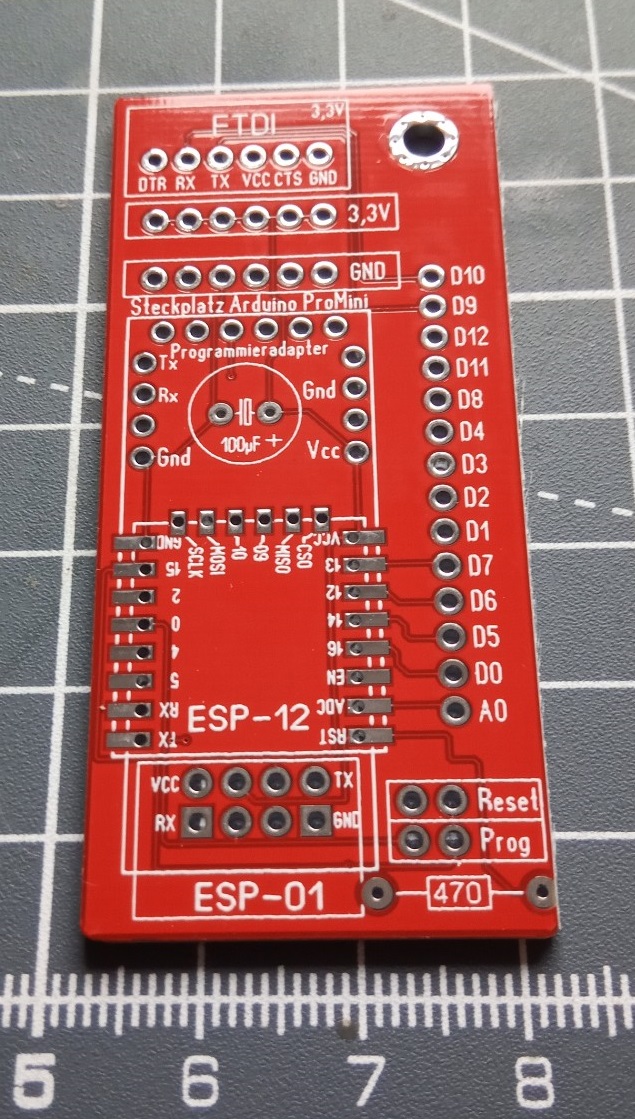 3,3V
FTDI
DTR RX TX VCC CTS GND
3,3V
GND
D10
Steckplatz Arduino ProMini
D9
Programmieradapter
D12
Tx
D11
Rx
Gnd
D8
100µF +
D4
Gnd
Vcc
D3
D2
D1
GND
SCLK
MOSI
10
09
MISO
CSO
VCC
15
13
D7
2
12
D6
0
14
D5
4
16
D0
5
EN
RX
ESP-12
ADC
A0
TX
RST
VCC
TX
Reset
RX
GND
Prog
ESP-01
470
5 6 7 8